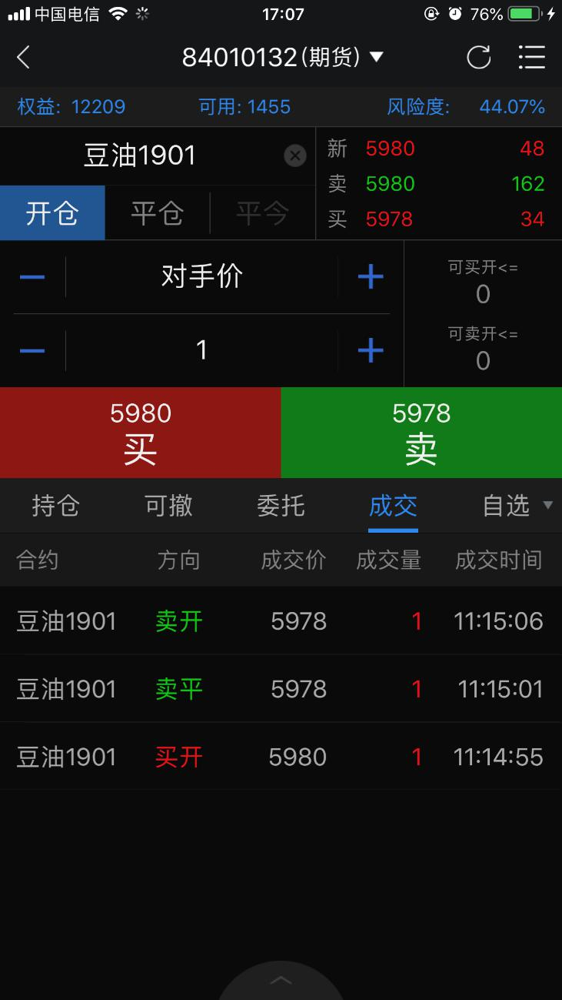 中国电信 17:07 76%
84010132(期货)
权益: 12209 可用: 1455 风险度: 44.07%
豆油1901
新 5980 48
卖 5980 162
买 5978 34
开仓 平仓 平今
对手价
可买开<=
0
1
可卖开<=
0
5980 5978
买 卖
持仓 可撤 委托 成交 自选
合约 方向 成交价 成交量 成交时间
豆油1901 卖开 5978 1 11:15:06
豆油1901 卖平 5978 1 11:15:01
豆油1901 买开 5980 1 11:14:55